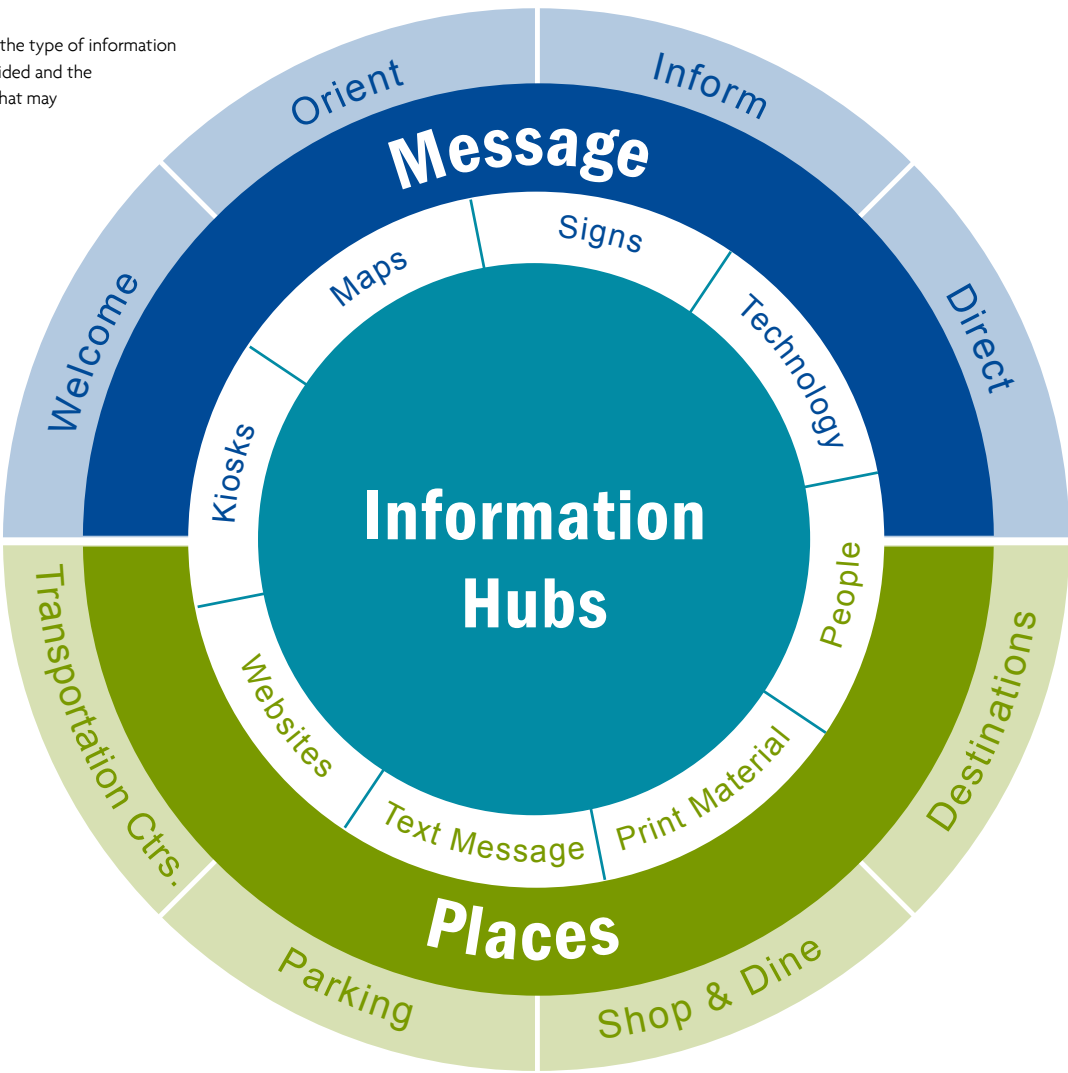 the type of information
ided and the
hat may
Welcome
Orient
Inform
Direct
Message
Kiosks
Maps
Signs
Technology
People
Print Material
Text Message
Websites
Information
Hubs
Places
Transportation Ctrs.
Parking
Shop & Dine
Destinations